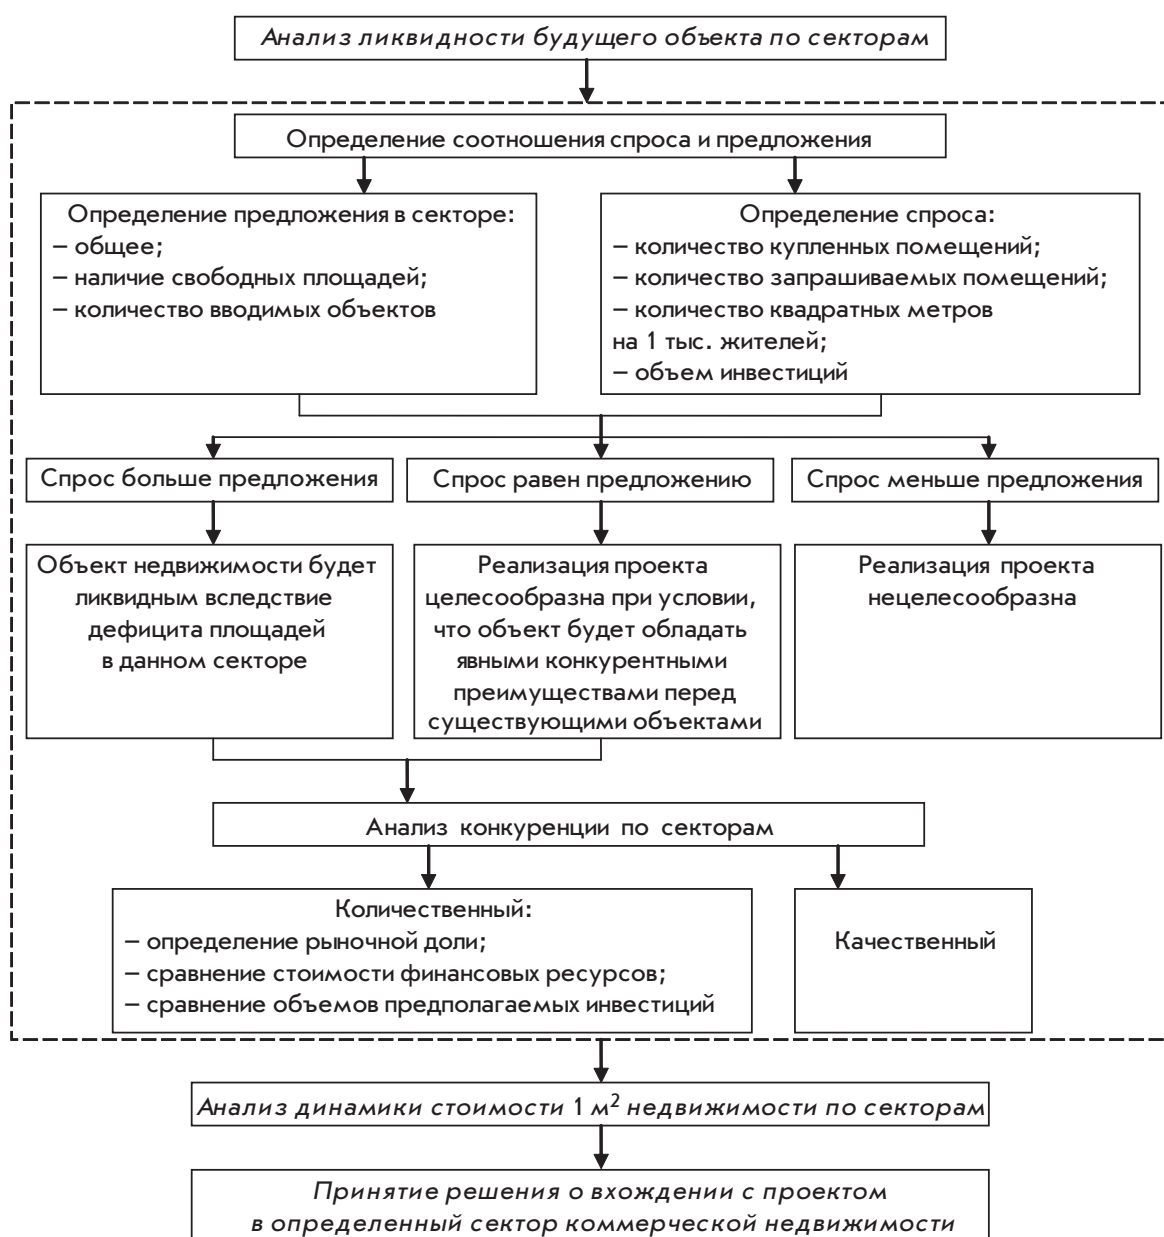 Анализ ликвидности будущего объекта по секторам
Определение соотношения спроса и предложения
Определение предложения в секторе:
– общее;
– наличие свободных площадей;
– количество вводимых объектов
Определение спроса:
– количество купленных помещений;
– количество запрашиваемых помещений;
– количество квадратных метров
на 1 тыс. жителей;
– объем инвестиций
Спрос больше предложения
Спрос равен предложению
Спрос меньше предложения
Объект недвижимости будет
ликвидным вследствие
дефицита площадей
в данном секторе
Реализация проекта
целесообразна при условии,
что объект будет обладать
явными конкурентными
преимуществами перед
существующими объектами
Реализация проекта
нецелесообразна
Анализ конкуренции по секторам
Количественный:
– определение рыночной доли;
– сравнение стоимости финансовых ресурсов;
– сравнение объемов предполагаемых инвестиций
Качественный
Анализ динамики стоимости 1 м² недвижимости по секторам
Принятие решения о вхождении с проектом
в определенный сектор коммерческой недвижимости